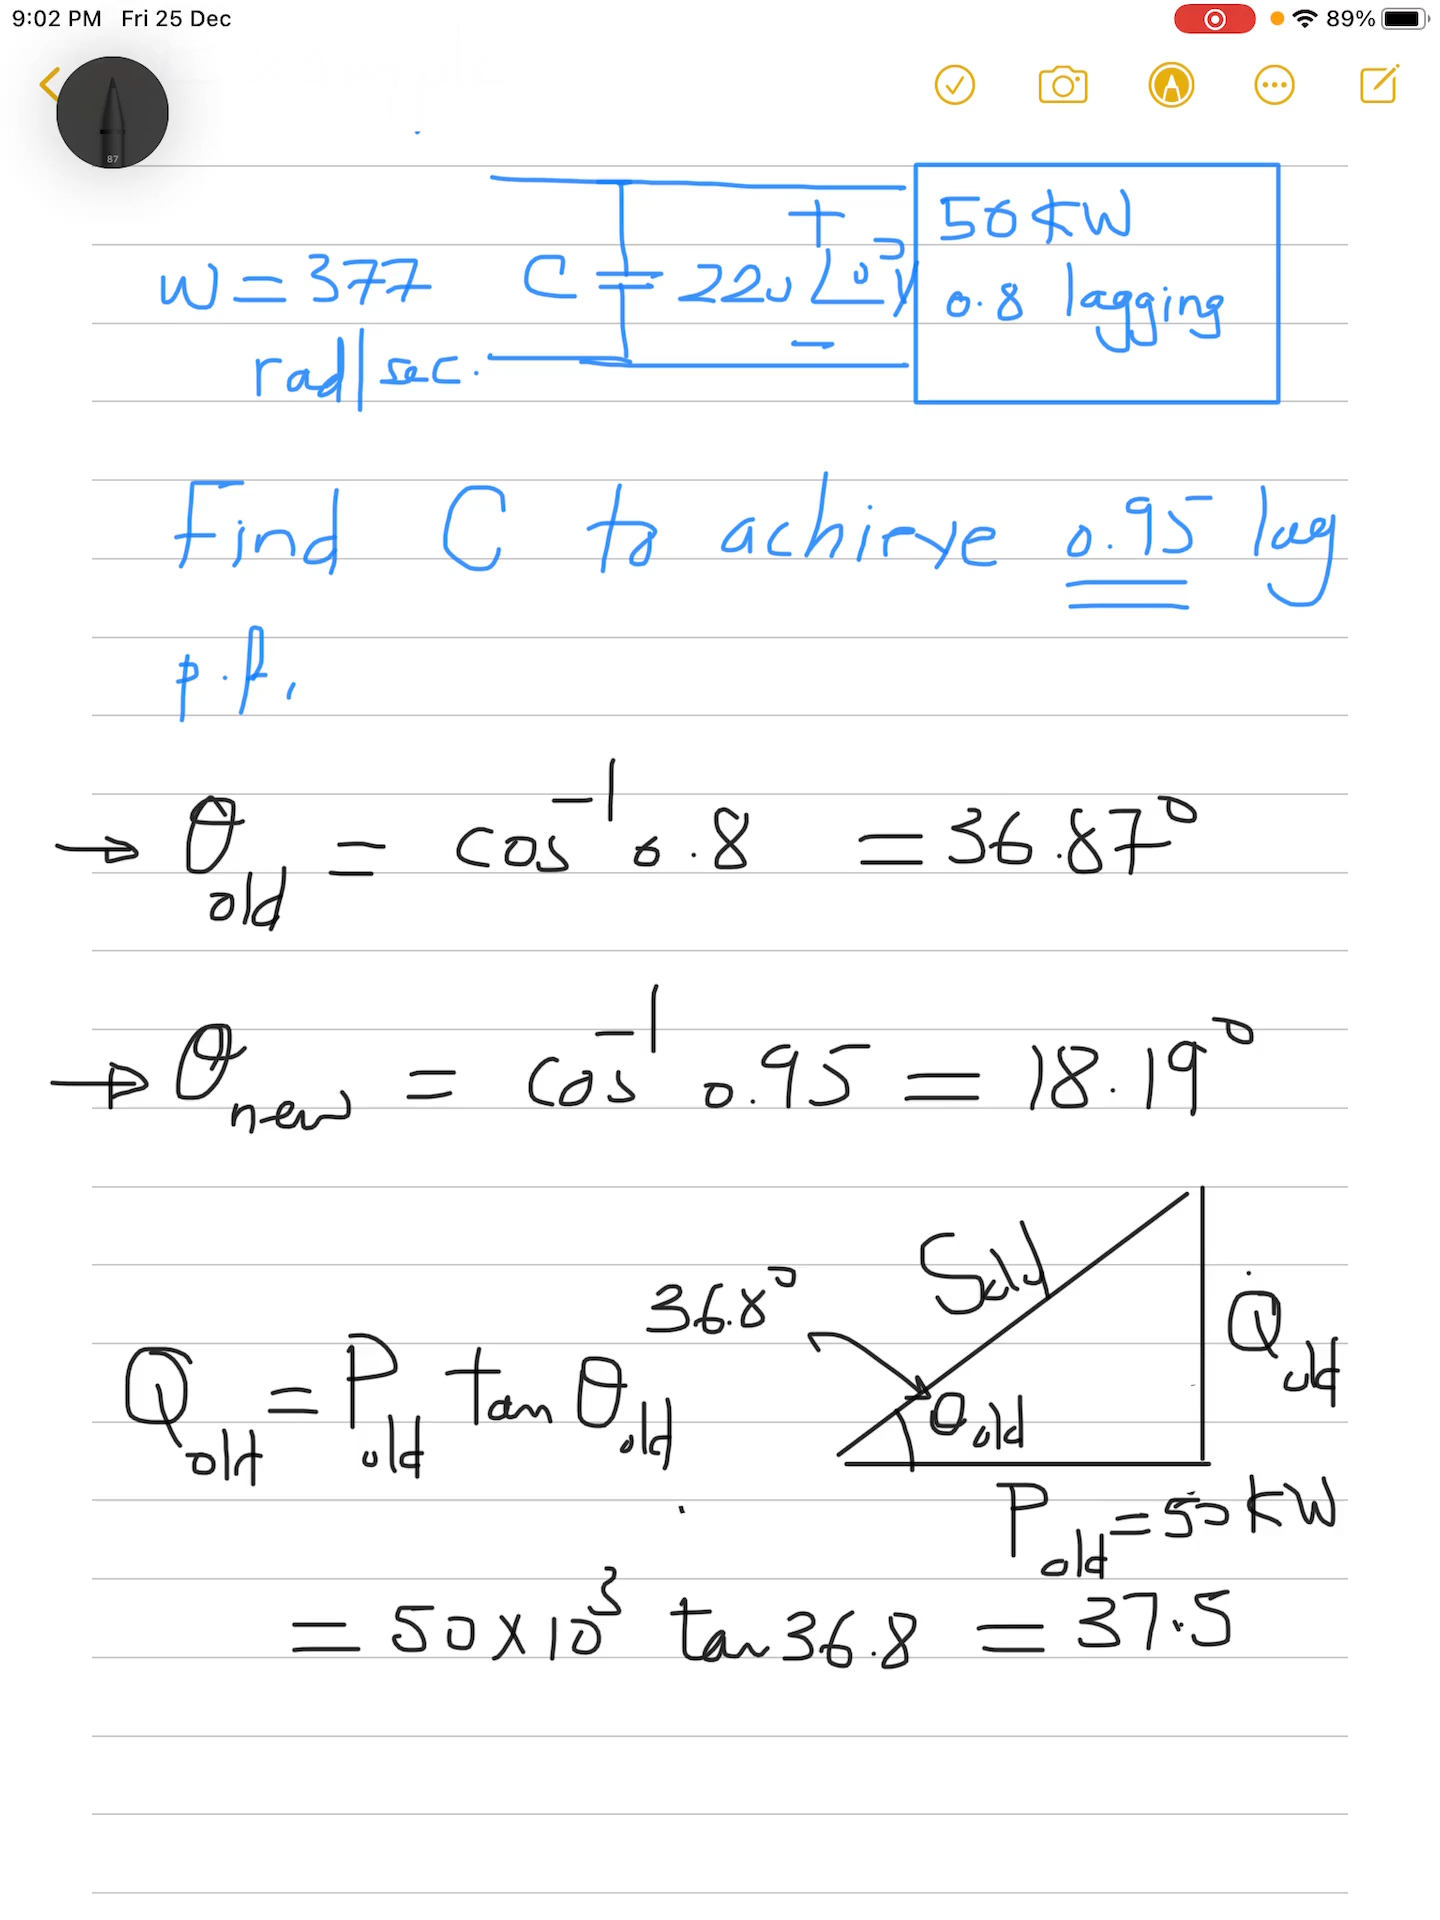 9:02 PM Fri 25 Dec 89%
87
50 KW
+
ω = 377 C 220∠0° V 0.8 lagging
rad/sec. −
Find C to achieve 0.95 lag
p.f.
→ θold = cos⁻¹ 0.8 = 36.87°
→ θnew = cos⁻¹ 0.95 = 18.19°
Sold
36.8° Qold
Qold = Pold tan θold θold
Pold = 50 KW
= 50 x 10³ tan 36.8 = 37.5